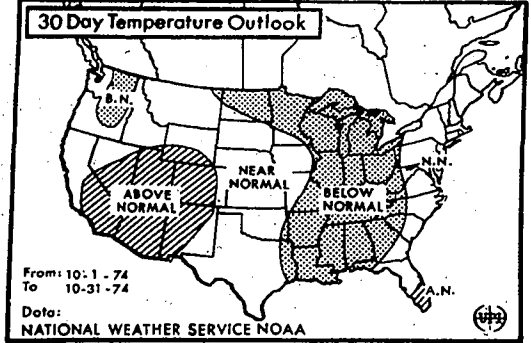 30 Day Temperature Outlook
B.N.
NEAR
NORMAL
N.N.
ABOVE
NORMAL
BELOW
NORMAL
From: 10-1-74
To 10-31-74
A.N.
Data:
NATIONAL WEATHER SERVICE NOAA
UPI